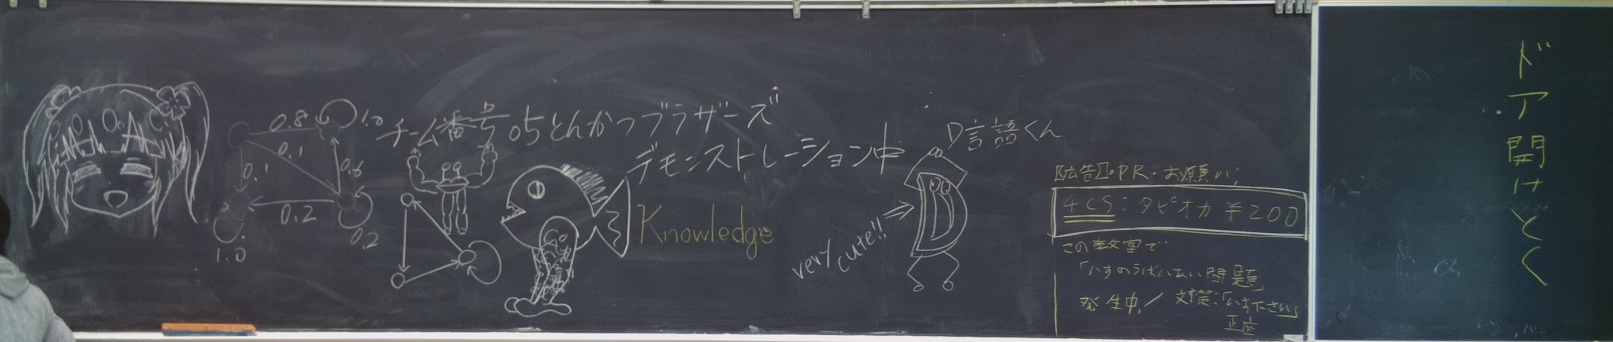 0.8
1.0
0.1
0.1
0.6
0.2
0.2
1.0
チーム番号05とんかつブラザーズ
デモンストレーション中
Knowledge
D言語くん
very cute!!
【広告】・PR・お願い;
4CS:タピオカ ¥200
この教室で
「いすのうばいあい問題」
発生中/ 対策:「いす下さい」
正座
ドア開けとく